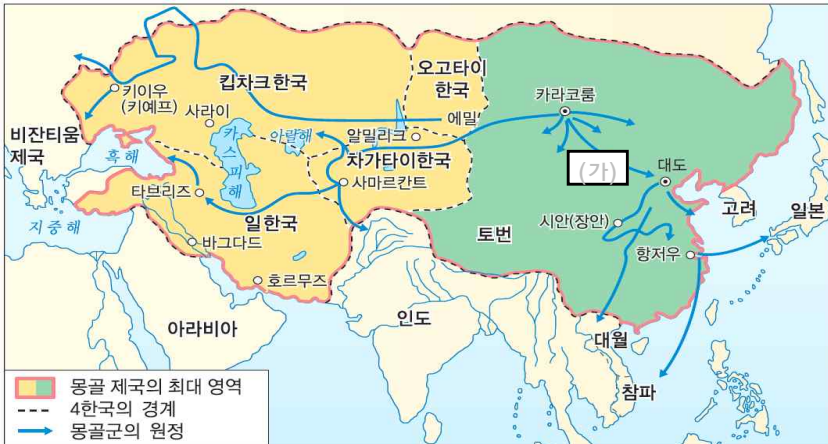 킵차크한국
오고타이
한국
키이우
(키예프)
사라이
카라코룸
에밀
알말리크
아랄해
카스피해
비잔티움
제국
흑해
차가타이한국
(가)
대도
사마르칸트
타브리즈
일한국
시안(장안)
고려
일본
지중해
토번
항저우
바그다드
호르무즈
아라비아
인도
대월
참파
몽골 제국의 최대 영역
4한국의 경계
몽골군의 원정